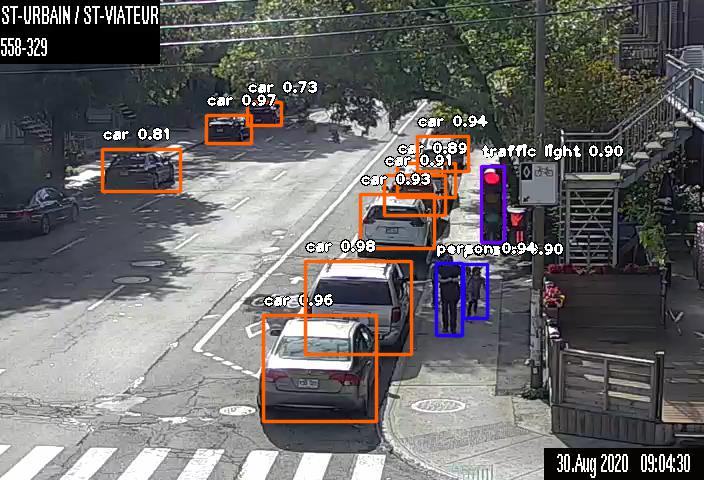 ST-URBAIN / ST-VIATEUR
558-329
car 0.73
car 0.97
car 0.94
car 0.81
car 0.89
car 0.91
traffic light 0.90
car 0.93
car 0.98
person 0.94
0.90
car 0.96
30.Aug 2020 09:04:30